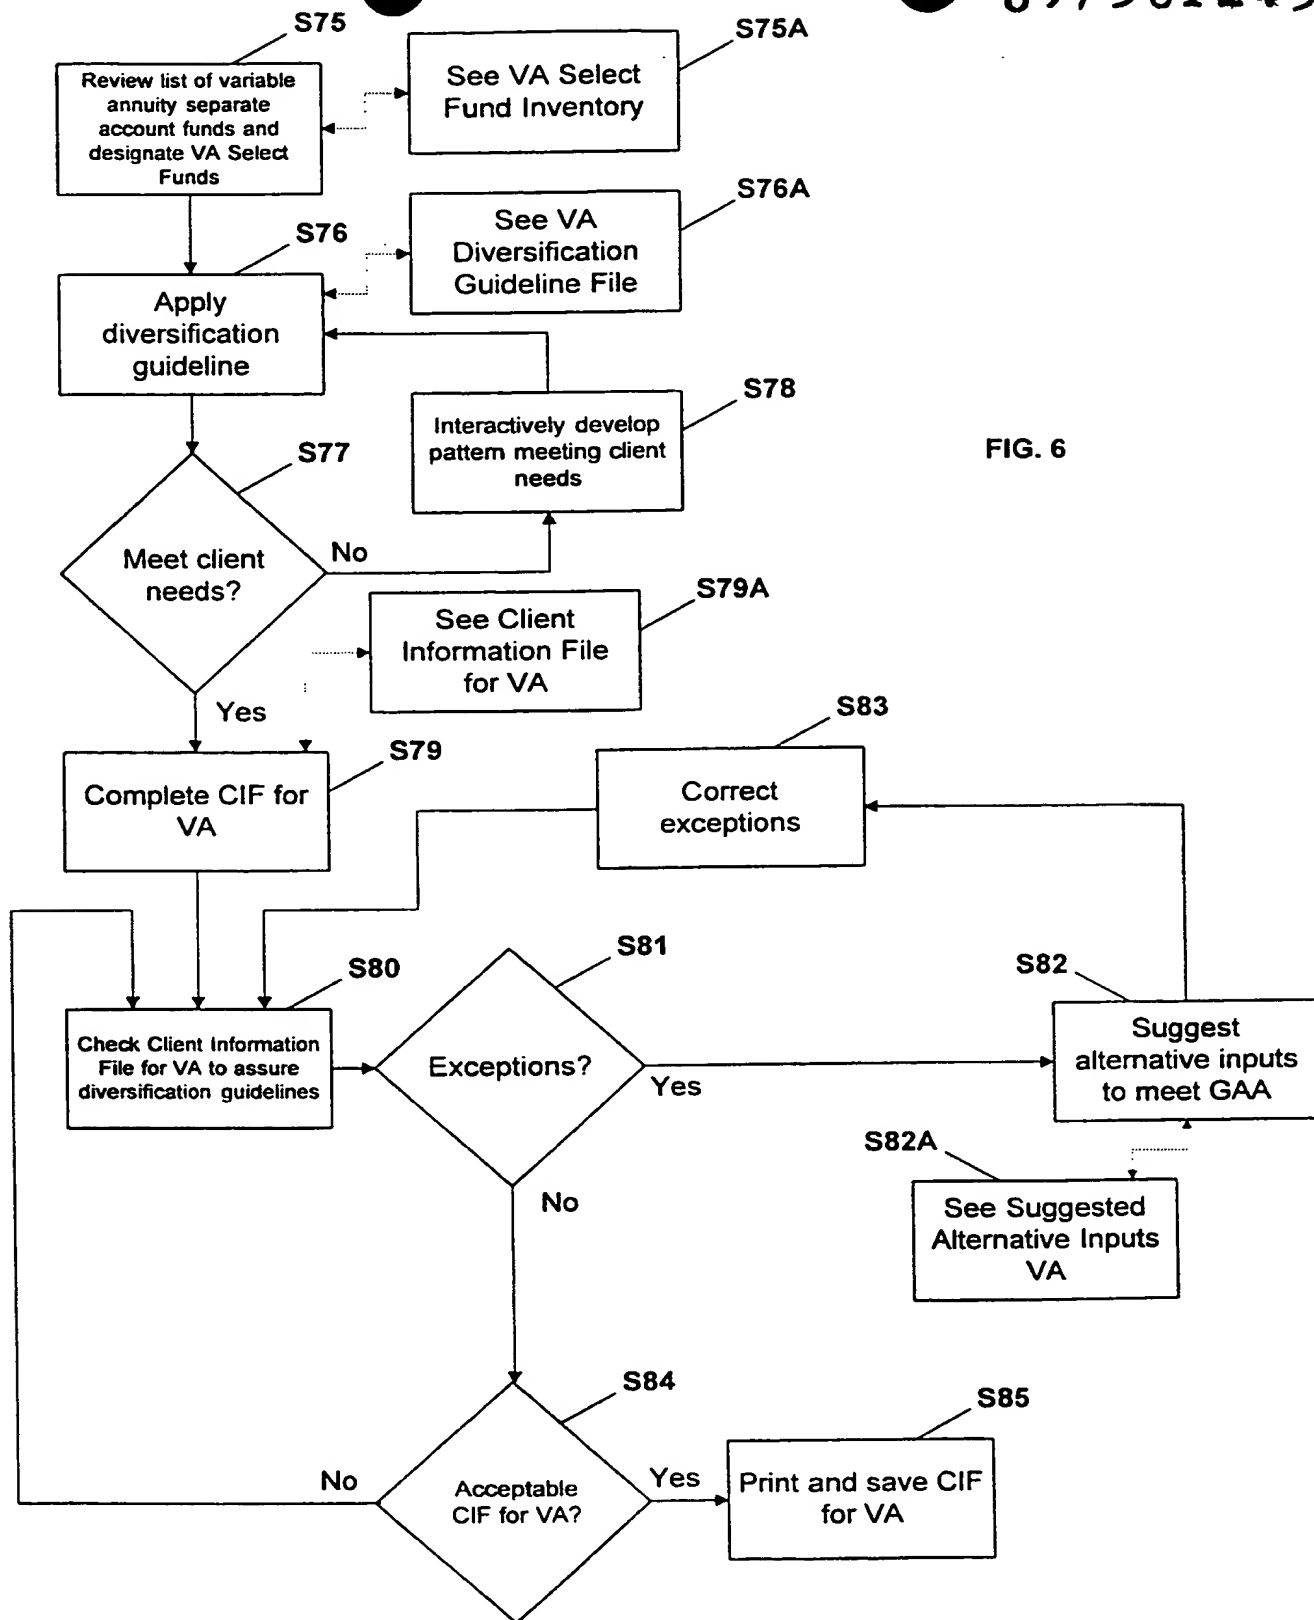 S75
Review list of variable
annuity separate
account funds and
designate VA Select
Funds
S75A
See VA Select
Fund Inventory
S76A
See VA
Diversification
Guideline File
S76
Apply
diversification
guideline
S78
Interactively develop
pattern meeting client
needs
FIG. 6
S77
Meet client
needs?
No
Yes
S79A
See Client
Information File
for VA
S79
Complete CIF for
VA
S83
Correct
exceptions
S80
Check Client Information
File for VA to assure
diversification guidelines
S81
Exceptions?
Yes
No
S82
Suggest
alternative inputs
to meet GAA
S82A
See Suggested
Alternative Inputs
VA
S84
Acceptable
CIF for VA?
No
Yes
S85
Print and save CIF
for VA